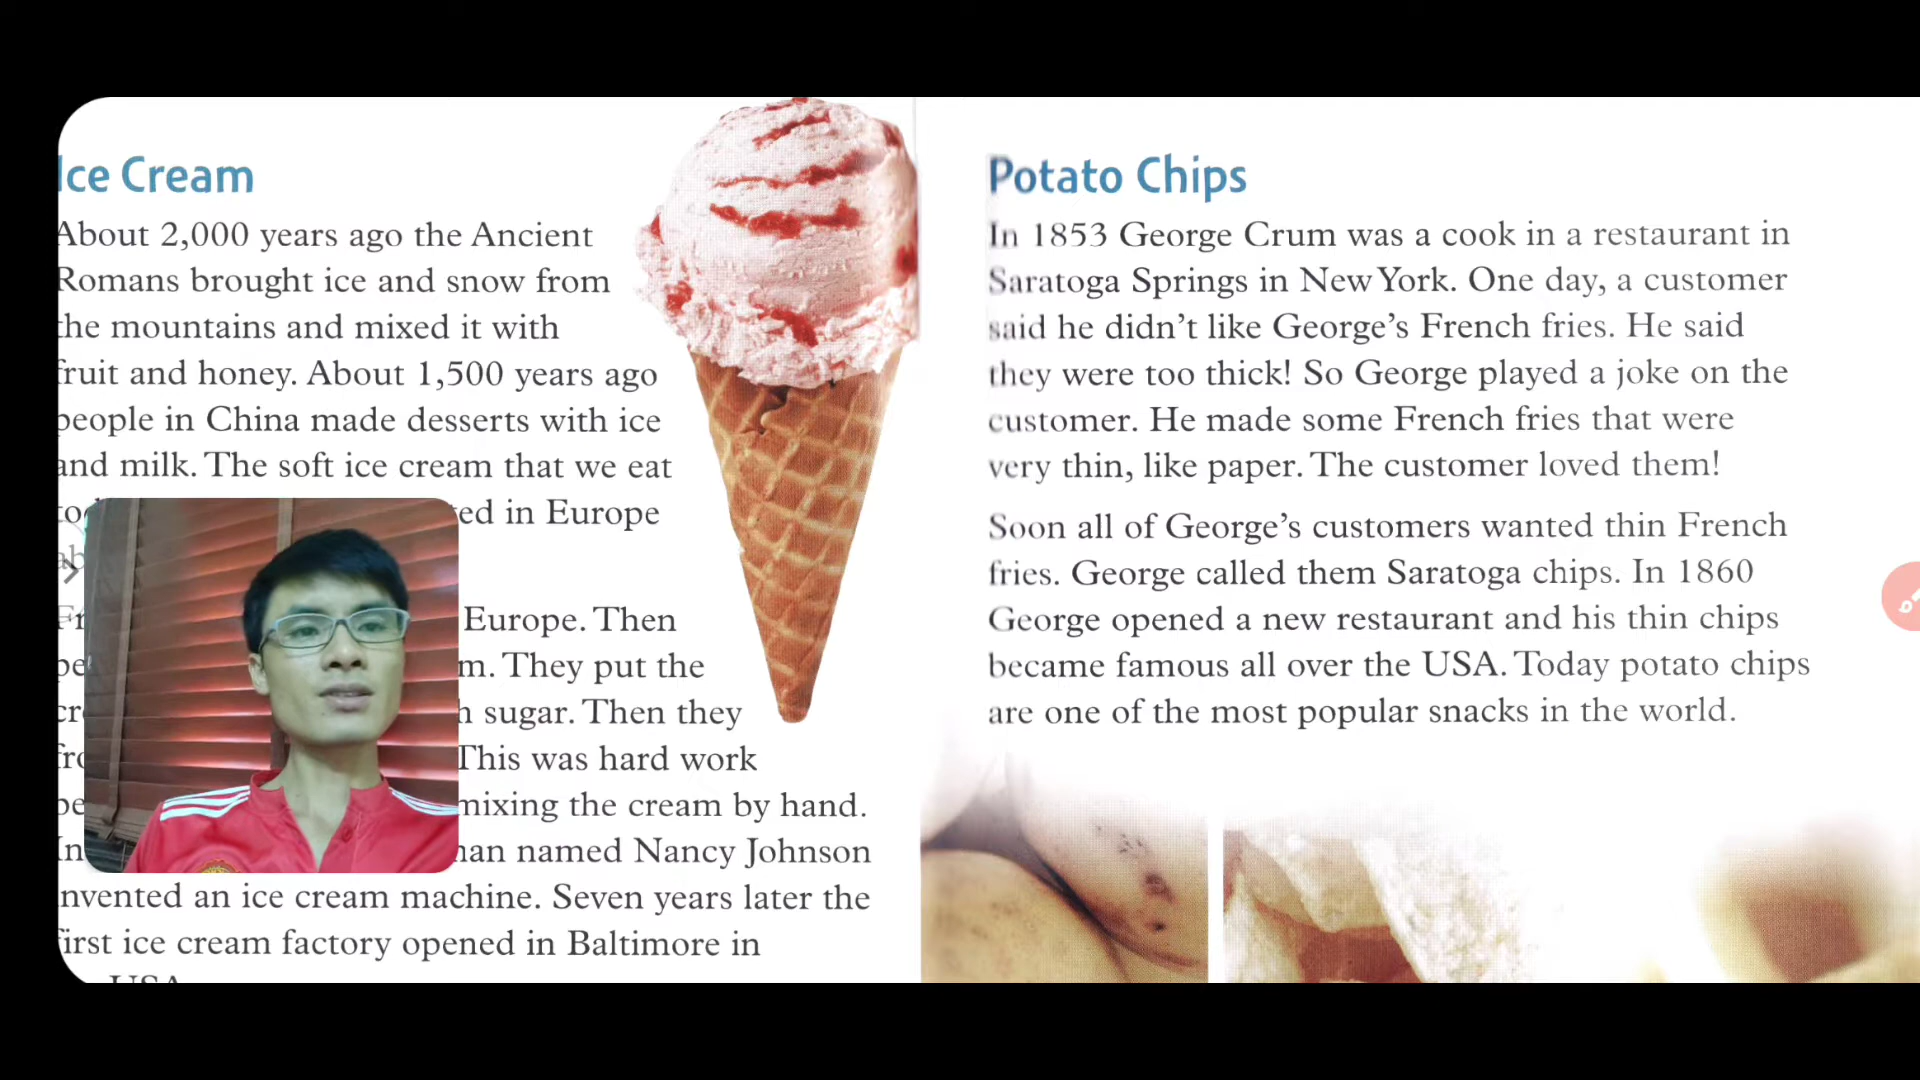 Ice Cream
About 2,000 years ago the Ancient
Romans brought ice and snow from
the mountains and mixed it with
fruit and honey. About 1,500 years ago
people in China made desserts with ice
and milk. The soft ice cream that we eat
ed in Europe
Europe. Then
They put the
sugar. Then they
This was hard work
mixing the cream by hand.
In named Nancy Johnson
invented an ice cream machine. Seven years later the
first ice cream factory opened in Baltimore in
USA
Potato Chips
In 1853 George Crum was a cook in a restaurant in
Saratoga Springs in New York. One day, a customer
said he didn't like George's French fries. He said
they were too thick! So George played a joke on the
customer. He made some French fries that were
very thin, like paper. The customer loved them!
Soon all of George's customers wanted thin French
fries. George called them Saratoga chips. In 1860
George opened a new restaurant and his thin chips
became famous all over the USA. Today potato chips
are one of the most popular snacks in the world.